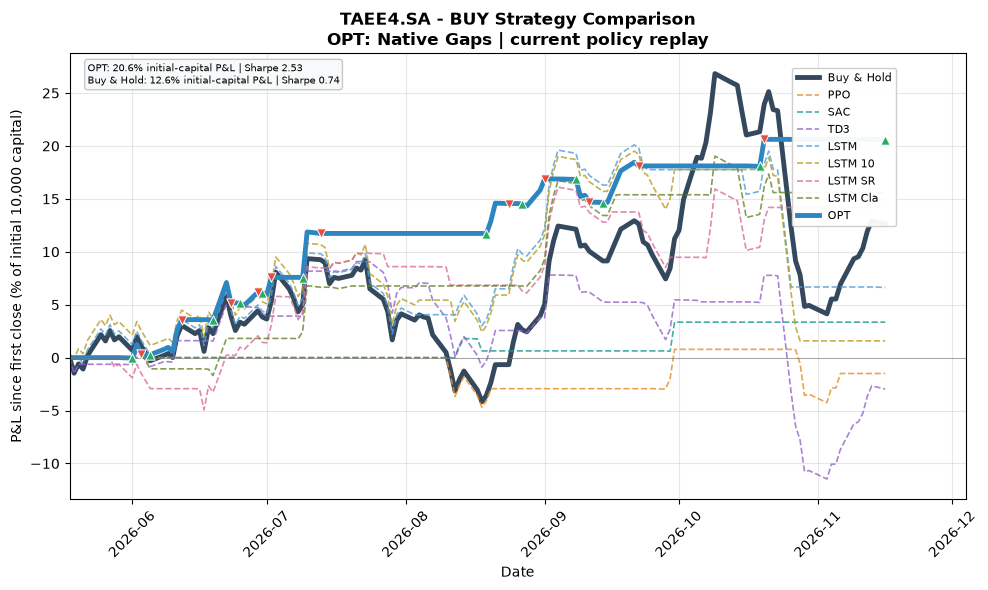 TAEE4.SA - BUY Strategy Comparison
OPT: Native Gaps | current policy replay
OPT: 20.6% initial-capital P&L | Sharpe 2.53
Buy & Hold: 12.6% initial-capital P&L | Sharpe 0.74
Buy & Hold
PPO
SAC
TD3
LSTM
LSTM 10
LSTM SR
LSTM Cla
OPT
P&L since first close (% of initial 10,000 capital)
25
20
15
10
5
0
−5
−10
2026-06
2026-07
2026-08
2026-09
2026-10
2026-11
2026-12
Date